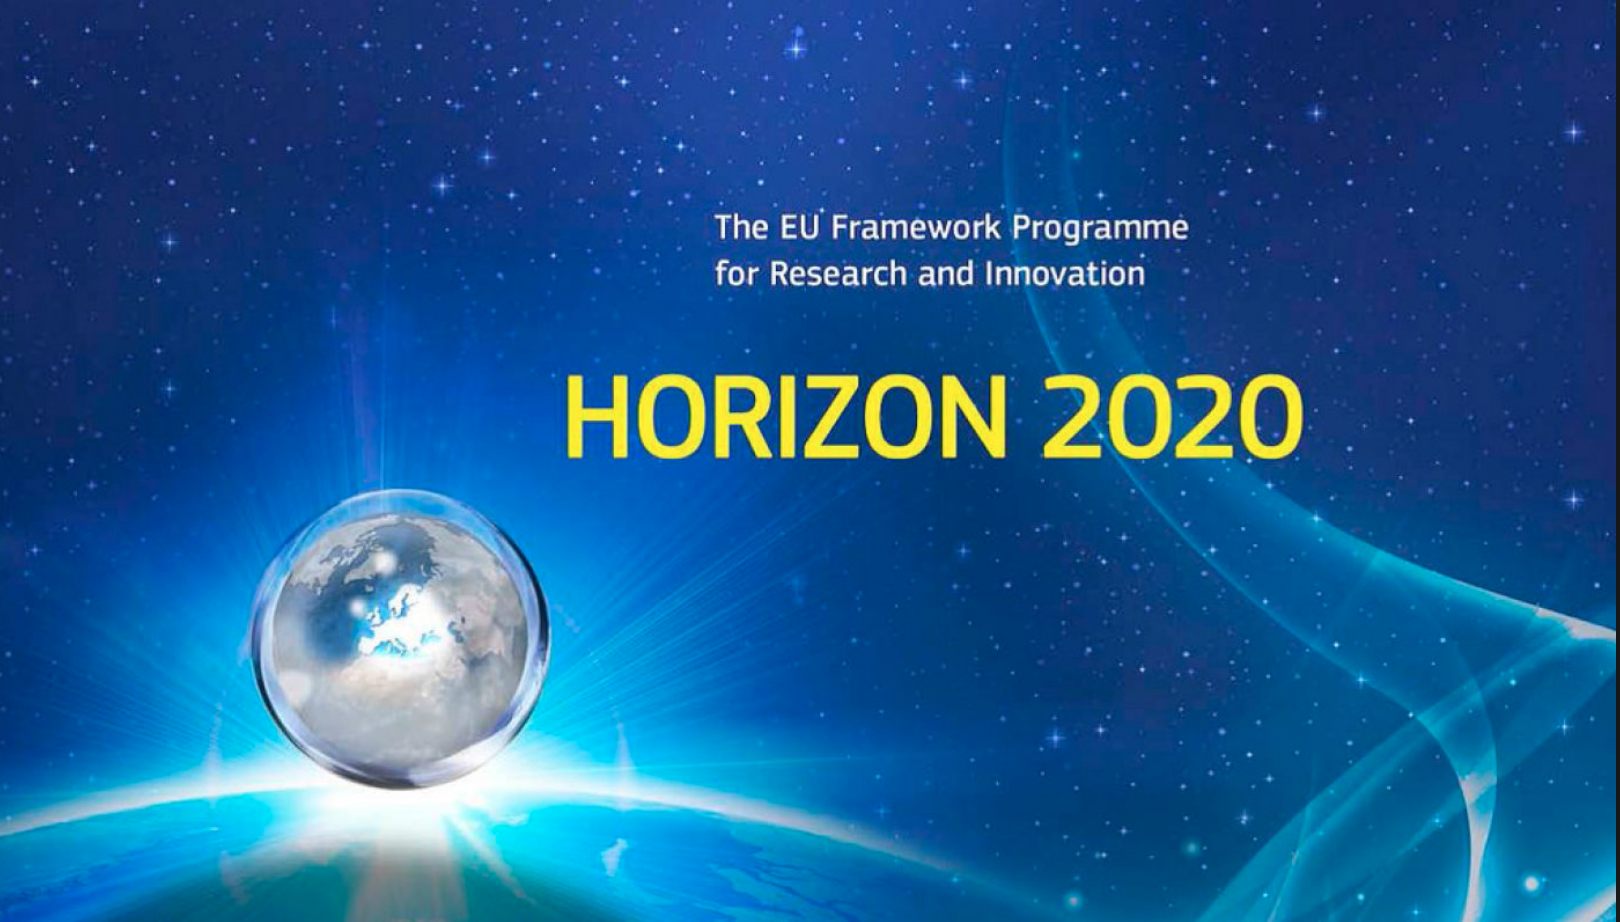 The EU Framework Programme
for Research and Innovation
HORIZON 2020